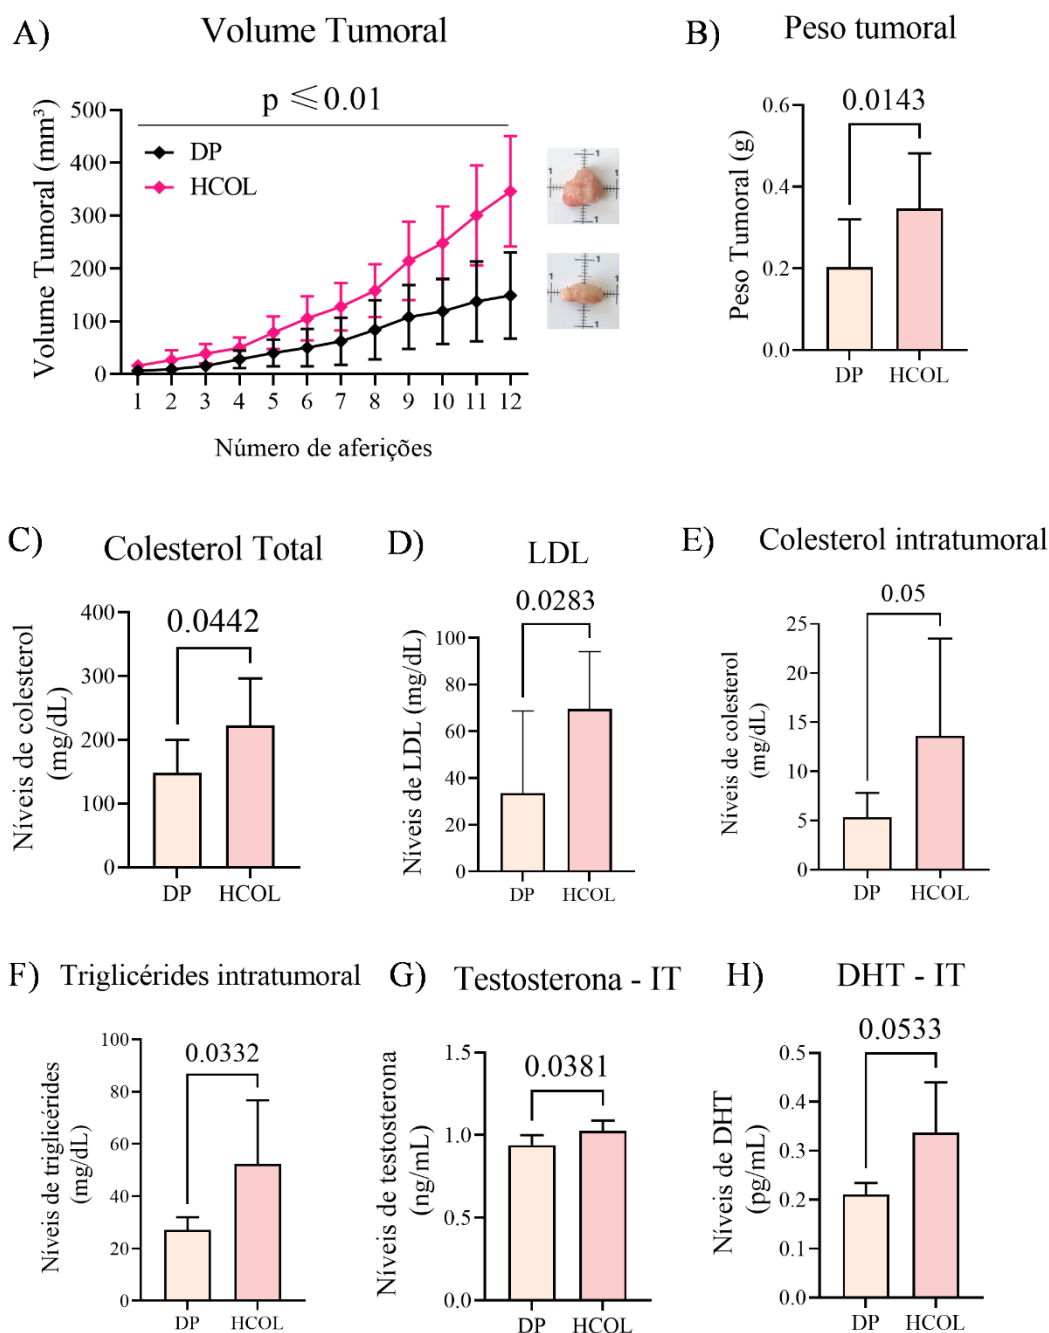 A)
Volume Tumoral
p ≤ 0.01
DP
HCOL
Volume Tumoral (mm³)
500
400
300
200
100
0
1 2 3 4 5 6 7 8 9 10 11 12
Número de aferições
1
1
1
1
1
1
1
1
B)
Peso tumoral
0.0143
Peso Tumoral (g)
0.6
0.4
0.2
0.0
DP HCOL
C)
Colesterol Total
0.0442
Níveis de colesterol
(mg/dL)
400
300
200
100
0
DP HCOL
D)
LDL
0.0283
Níveis de LDL (mg/dL)
100
80
60
40
20
0
DP HCOL
E)
Colesterol intratumoral
0.05
Níveis de colesterol
(mg/dL)
25
20
15
10
5
0
DP HCOL
F)
Triglicérides intratumoral
0.0332
Níveis de triglicérides
(mg/dL)
100
80
60
40
20
0
DP HCOL
G)
Testosterona - IT
0.0381
Níveis de testosterona
(ng/mL)
1.5
1.0
0.5
0.0
DP HCOL
H)
DHT - IT
0.0533
Níveis de DHT
(pg/mL)
0.5
0.4
0.3
0.2
0.1
0.0
DP HCOL